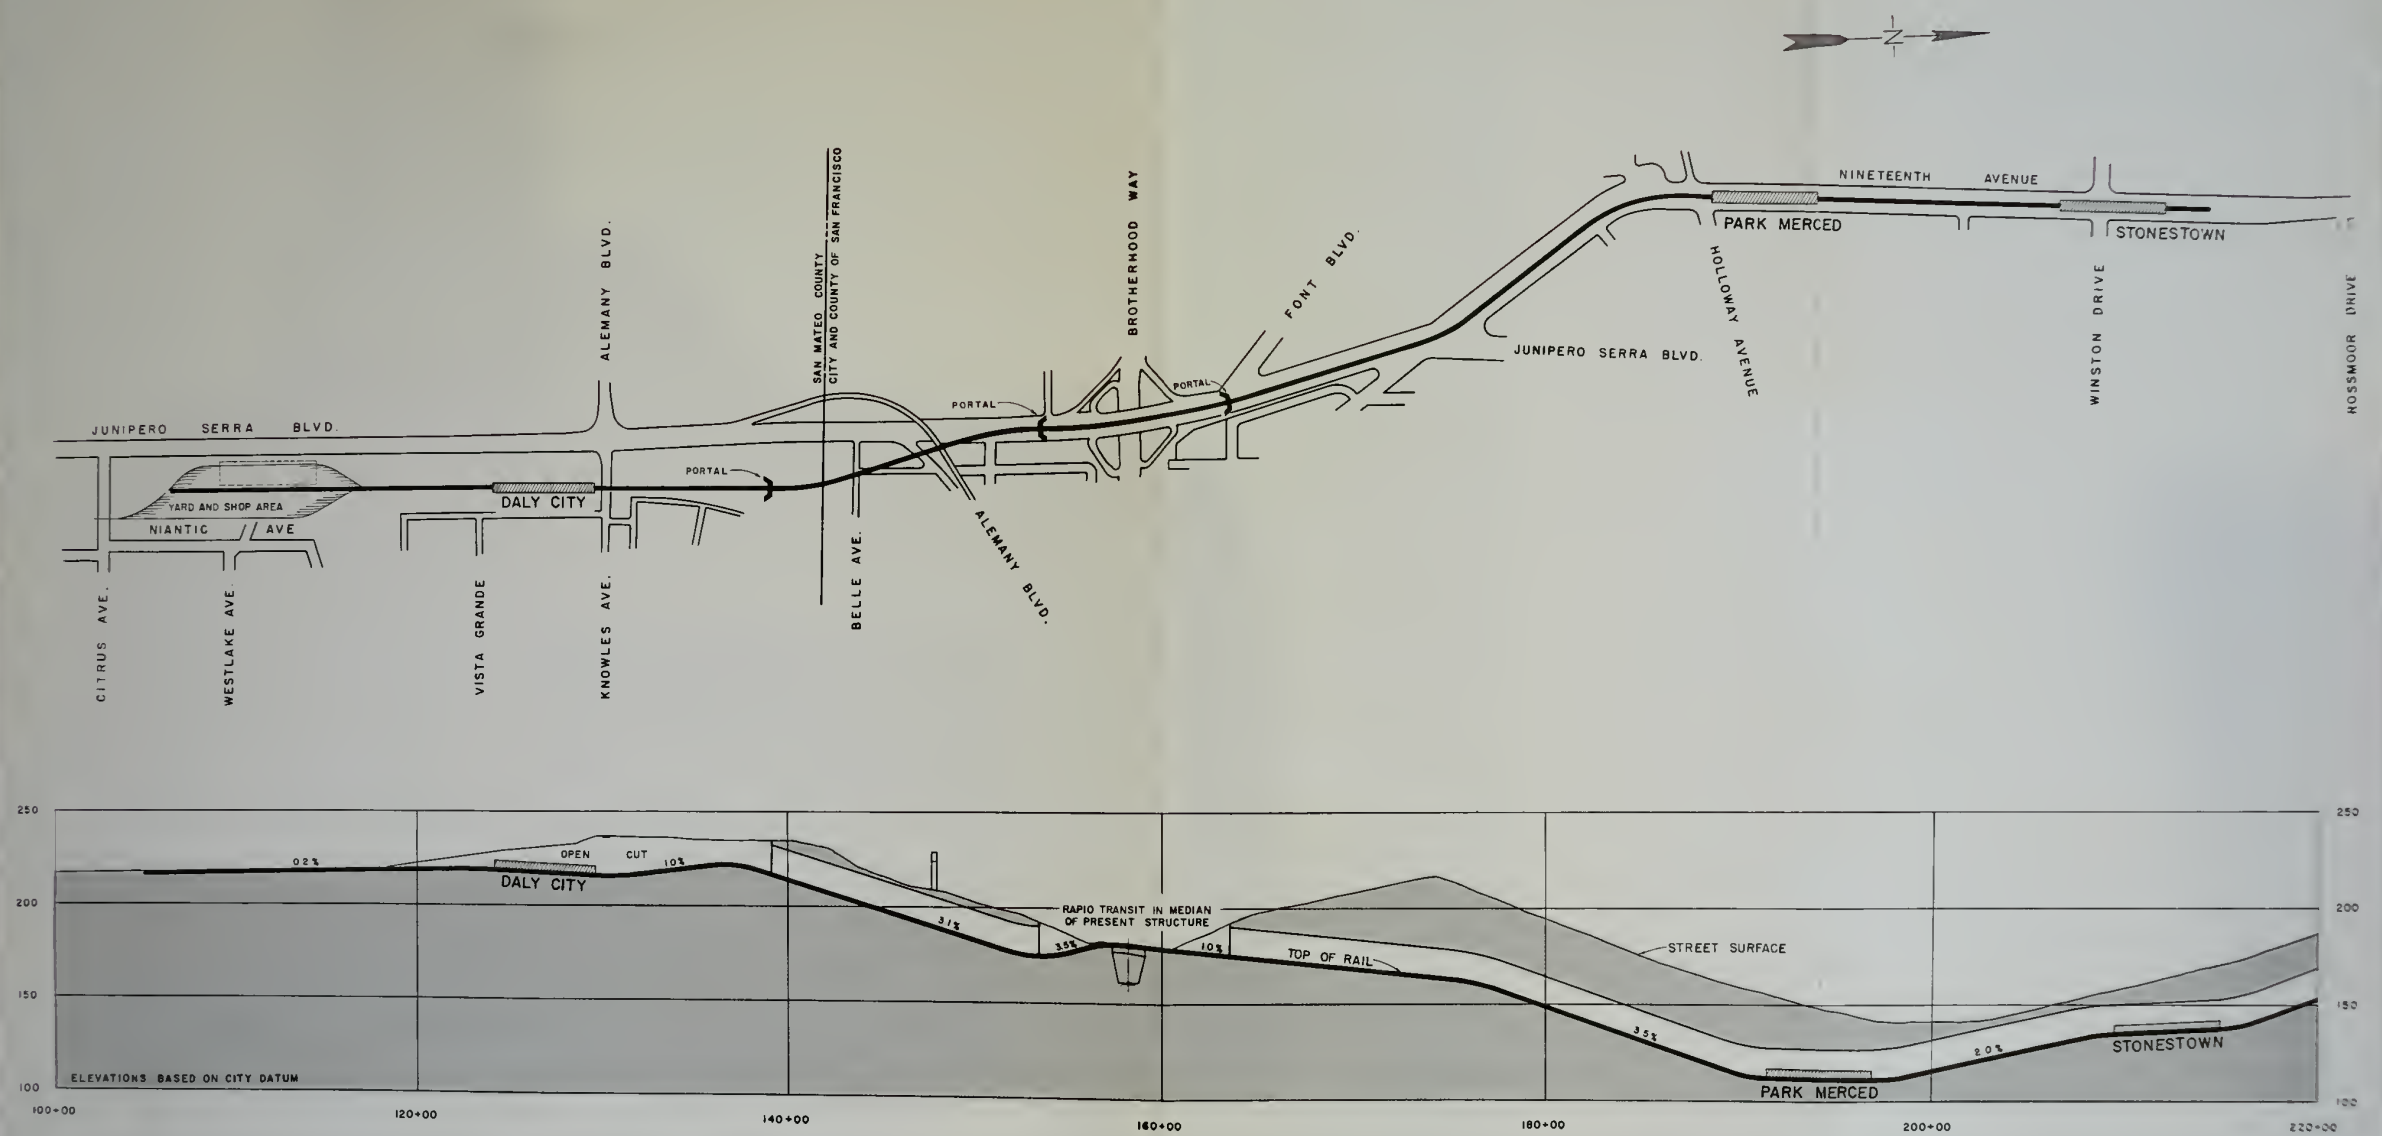 N
NINETEENTH AVENUE
PARK MERCED
STONESTOWN
ALEMANY BLVD.
SAN MATEO COUNTY
CITY AND COUNTY OF SAN FRANCISCO
BROTHERHOOD WAY
FONT BLVD.
HOLLOWAY AVENUE
WINSTON DRIVE
ROSSMOOR DRIVE
JUNIPERO SERRA BLVD.
PORTAL
PORTAL
JUNIPERO SERRA BLVD.
PORTAL
DALY CITY
YARD AND SHOP AREA
NIANTIC AVE
ALEMANY BLVD.
CITRUS AVE.
WESTLAKE AVE.
VISTA GRANDE
KNOWLES AVE.
BELLE AVE.
250
250
OPEN CUT
0.2%
1.0%
DALY CITY
200
200
RAPID TRANSIT IN MEDIAN
OF PRESENT STRUCTURE
3.1%
3.5%
1.0%
TOP OF RAIL
STREET SURFACE
150
150
3.5%
2.0%
STONESTOWN
PARK MERCED
ELEVATIONS BASED ON CITY DATUM
100
100
100+00
120+00
140+00
160+00
180+00
200+00
220+00